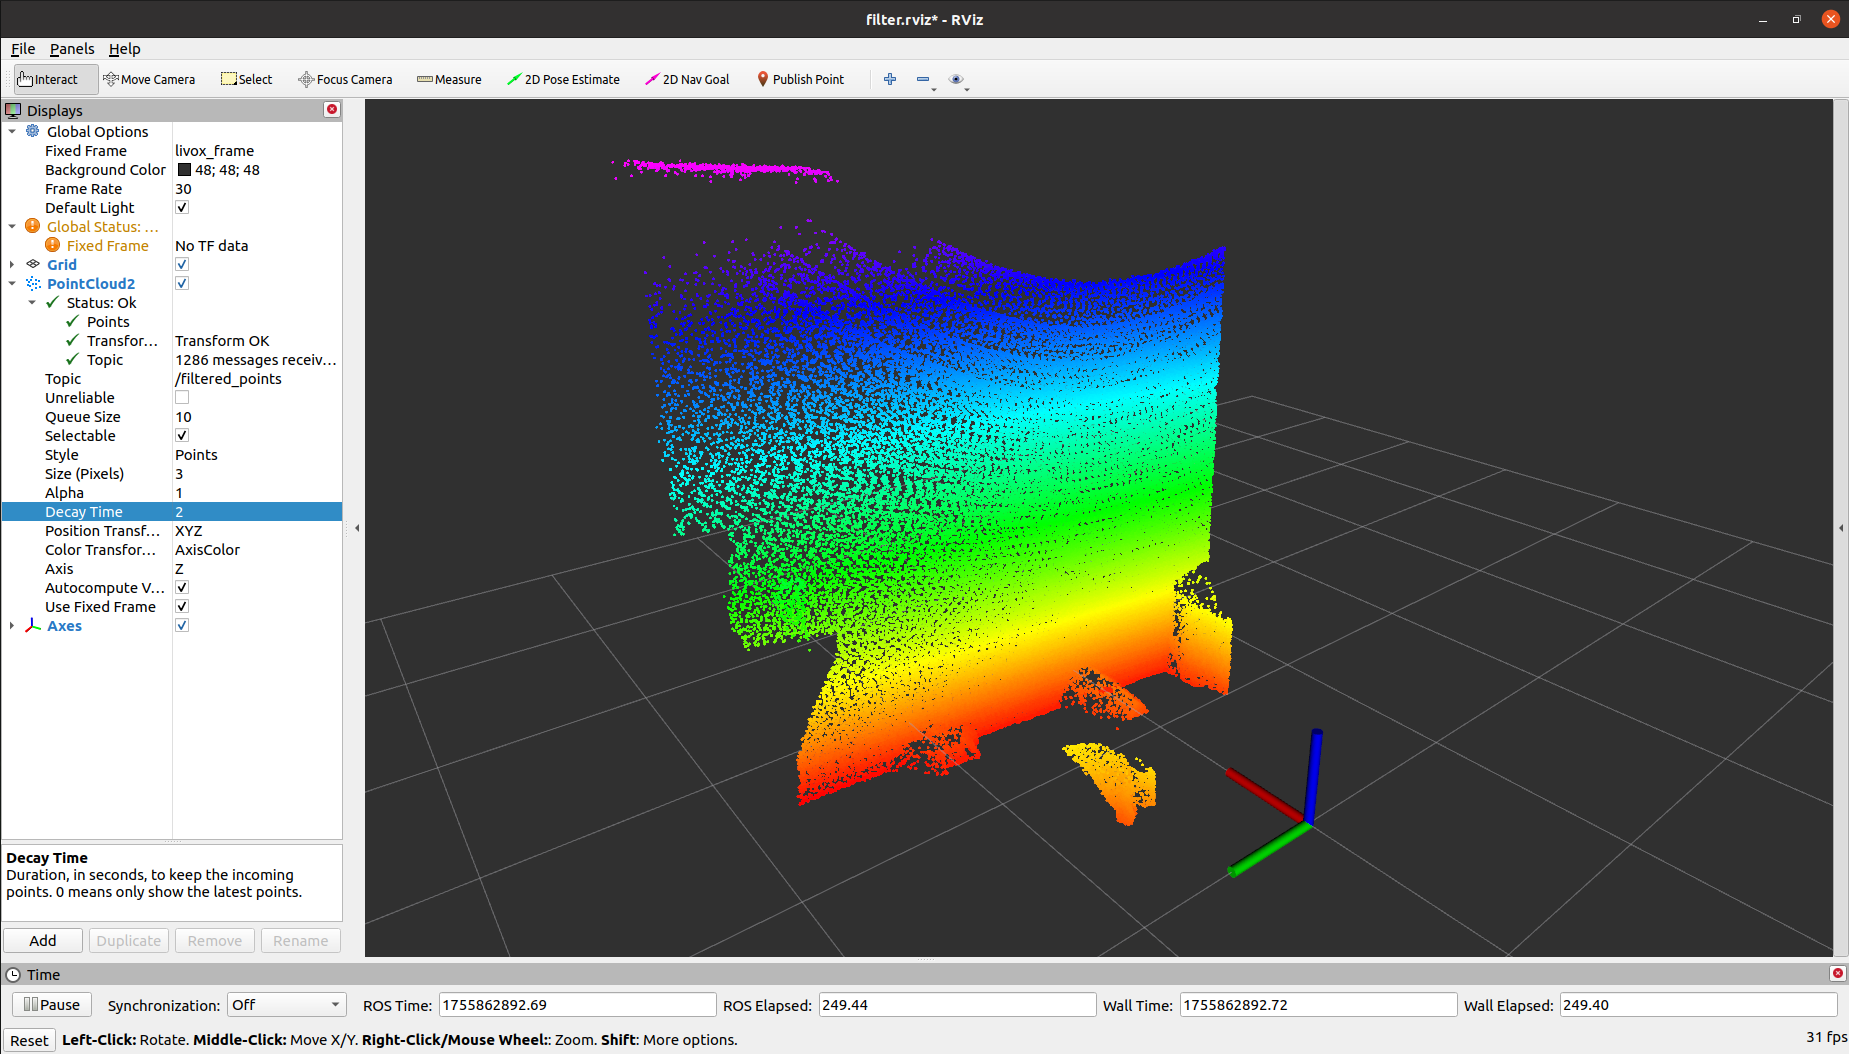 filter.rviz* - RViz
File Panels Help
Interact Move Camera Select Focus Camera Measure 2D Pose Estimate 2D Nav Goal Publish Point
Displays
Global Options
Fixed Frame livox_frame
Background Color 48; 48; 48
Frame Rate 30
Default Light
Global Status: ...
Fixed Frame No TF data
Grid
PointCloud2
Status: Ok
Points
Transfor... Transform OK
Topic 1286 messages receiv...
Topic /filtered_points
Unreliable
Queue Size 10
Selectable
Style Points
Size (Pixels) 3
Alpha 1
Decay Time 2
Position Transf... XYZ
Color Transfor... AxisColor
Axis Z
Autocompute V...
Use Fixed Frame
Axes
Decay Time
Duration, in seconds, to keep the incoming
points. 0 means only show the latest points.
Add Duplicate Remove Rename
Time
Pause Synchronization: Off ROS Time: 1755862892.69 ROS Elapsed: 249.44 Wall Time: 1755862892.72 Wall Elapsed: 249.40
Reset Left-Click: Rotate. Middle-Click: Move X/Y. Right-Click/Mouse Wheel:: Zoom. Shift: More options. 31 fps